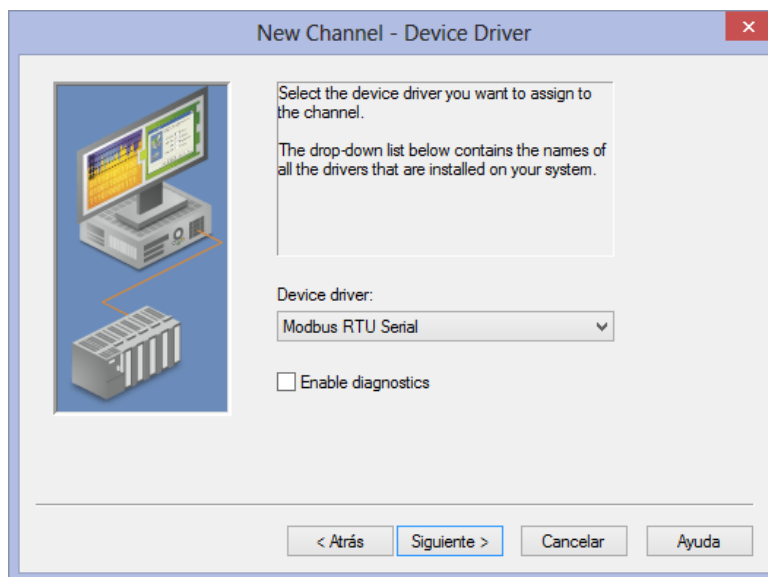 New Channel - Device Driver
Select the device driver you want to assign to
the channel.
The drop-down list below contains the names of
all the drivers that are installed on your system.
Device driver:
Modbus RTU Serial
Enable diagnostics
< Atrás
Siguiente >
Cancelar
Ayuda